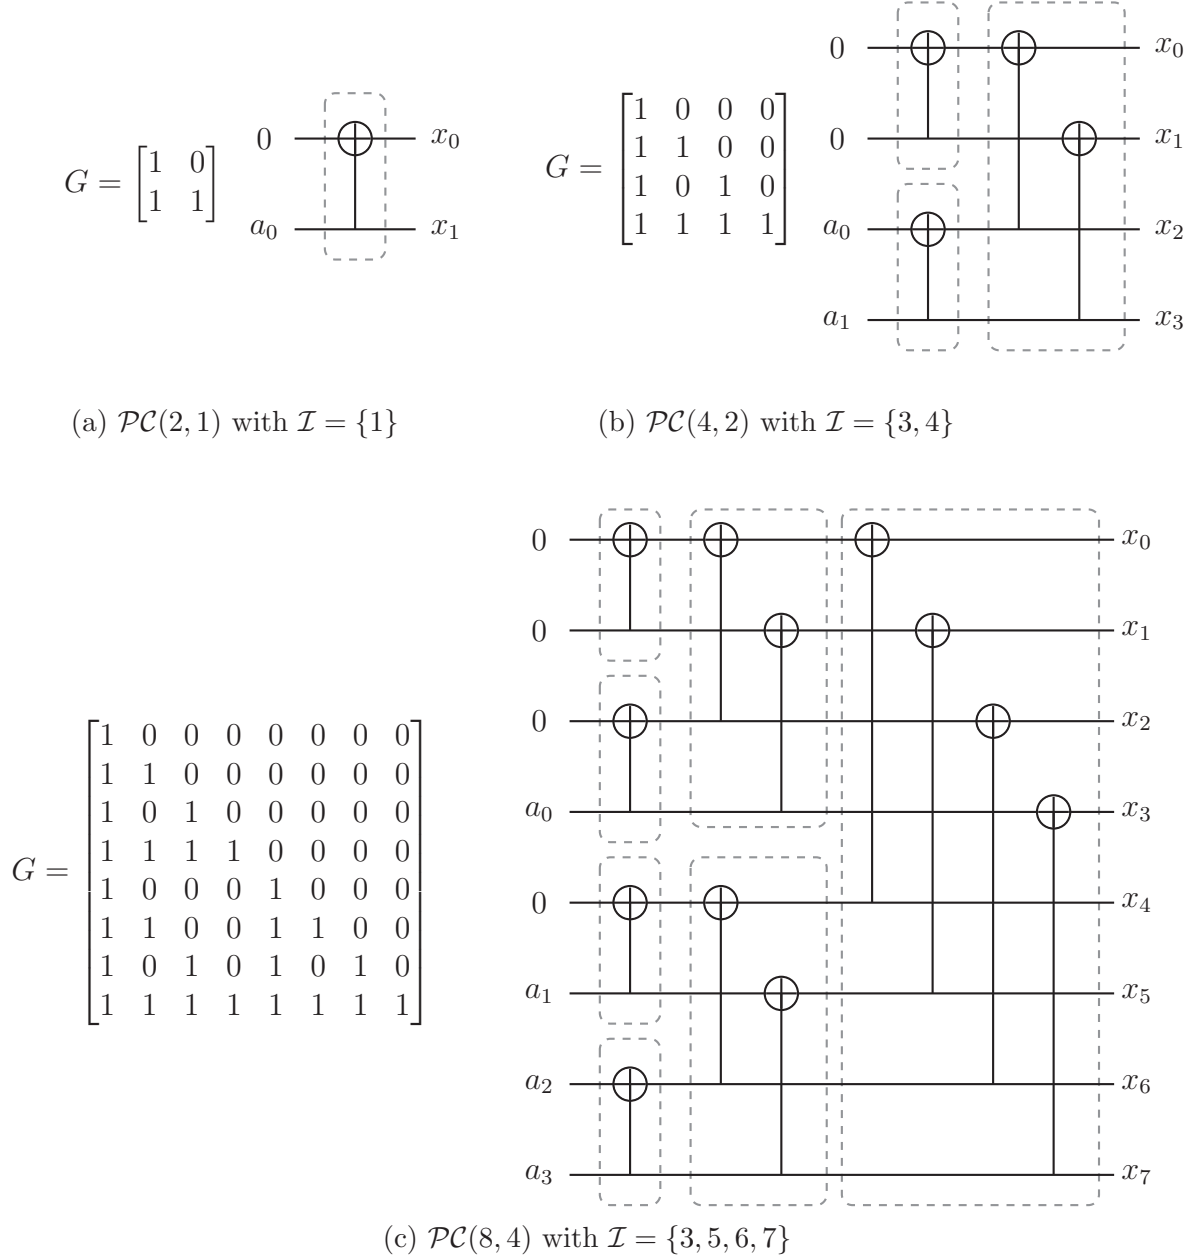 G = [1 0
1 1]
0 x₀
a₀ x₁
(a) 𝒫𝒞(2, 1) with ℐ = {1}
G = [1 0 0 0
1 1 0 0
1 0 1 0
1 1 1 1]
0 x₀
0 x₁
a₀ x₂
a₁ x₃
(b) 𝒫𝒞(4, 2) with ℐ = {3, 4}
G = [1 0 0 0 0 0 0 0
1 1 0 0 0 0 0 0
1 0 1 0 0 0 0 0
1 1 1 1 0 0 0 0
1 0 0 0 1 0 0 0
1 1 0 0 1 1 0 0
1 0 1 0 1 0 1 0
1 1 1 1 1 1 1 1]
0 x₀
0 x₁
0 x₂
a₀ x₃
0 x₄
a₁ x₅
a₂ x₆
a₃ x₇
(c) 𝒫𝒞(8, 4) with ℐ = {3, 5, 6, 7}